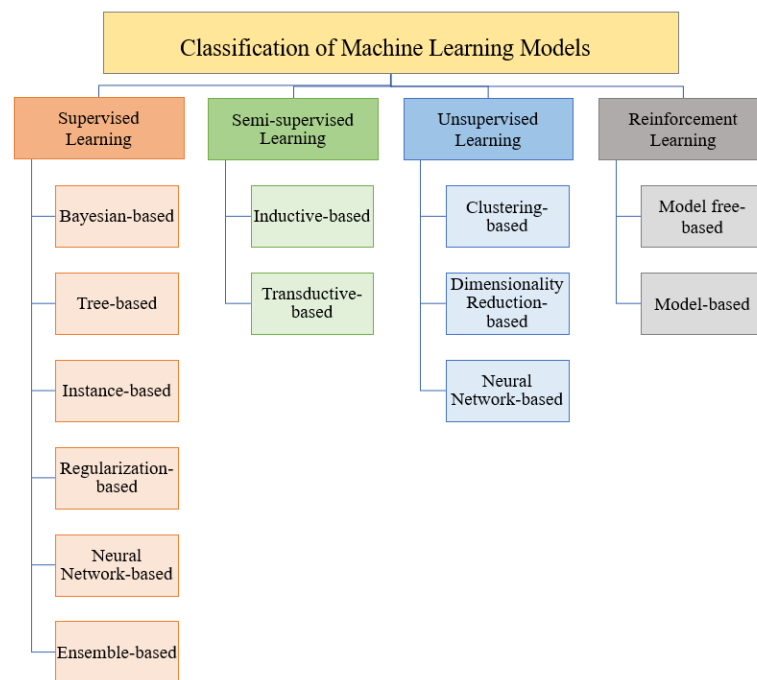 Classification of Machine Learning Models
Supervised
Learning
Semi-supervised
Learning
Unsupervised
Learning
Reinforcement
Learning
Bayesian-based
Tree-based
Instance-based
Regularization-
based
Neural
Network-based
Ensemble-based
Inductive-based
Transductive-
based
Clustering-
based
Dimensionality
Reduction-
based
Neural
Network-based
Model free-
based
Model-based